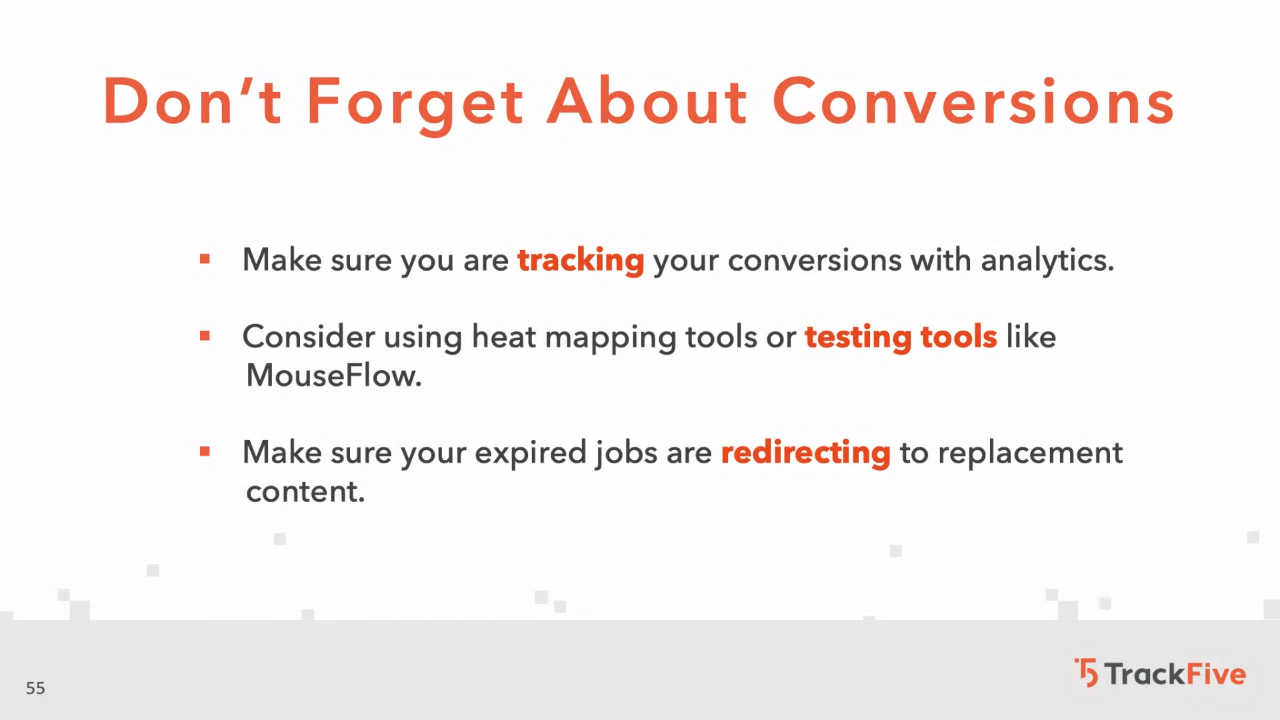 Don’t Forget About Conversions
▪ Make sure you are tracking your conversions with analytics.
▪ Consider using heat mapping tools or testing tools like
MouseFlow.
▪ Make sure your expired jobs are redirecting to replacement
content.
55
TrackFive